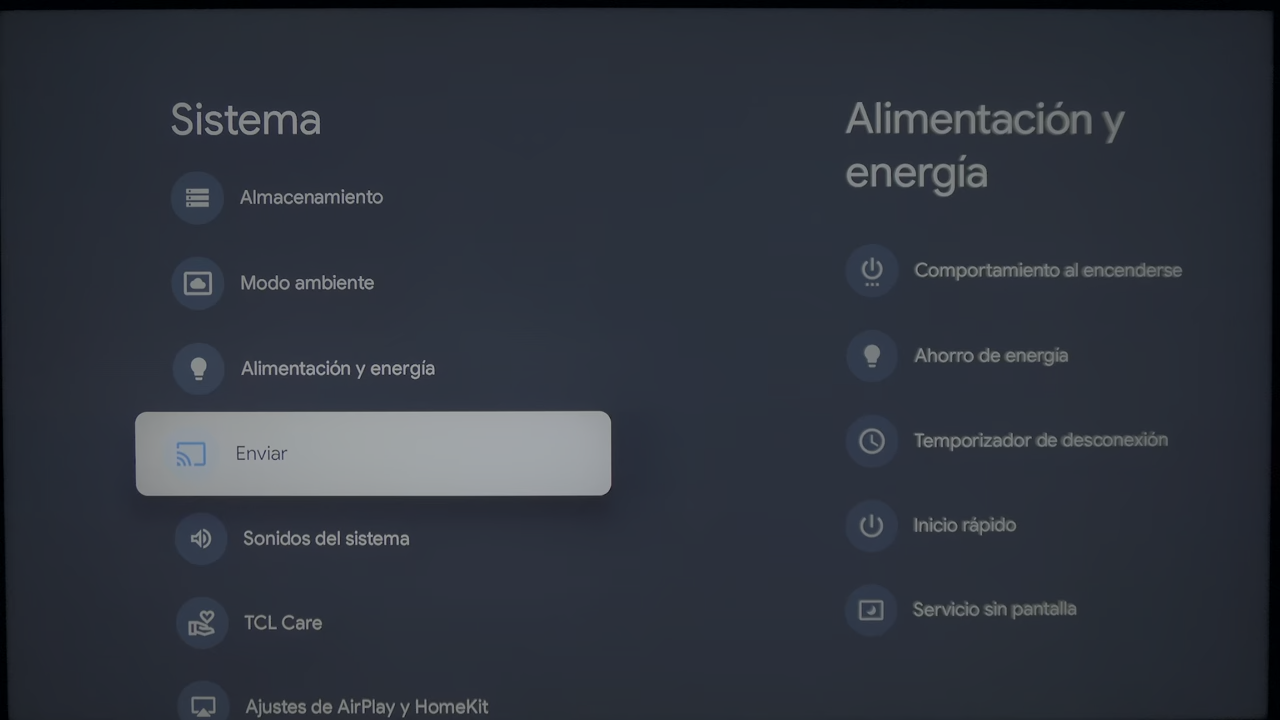 Sistema
Almacenamiento
Modo ambiente
Alimentación y energía
Enviar
Sonidos del sistema
TCL Care
Ajustes de AirPlay y HomeKit
Alimentación y
energía
Comportamiento al encenderse
Ahorro de energía
Temporizador de desconexión
Inicio rápido
Servicio sin pantalla